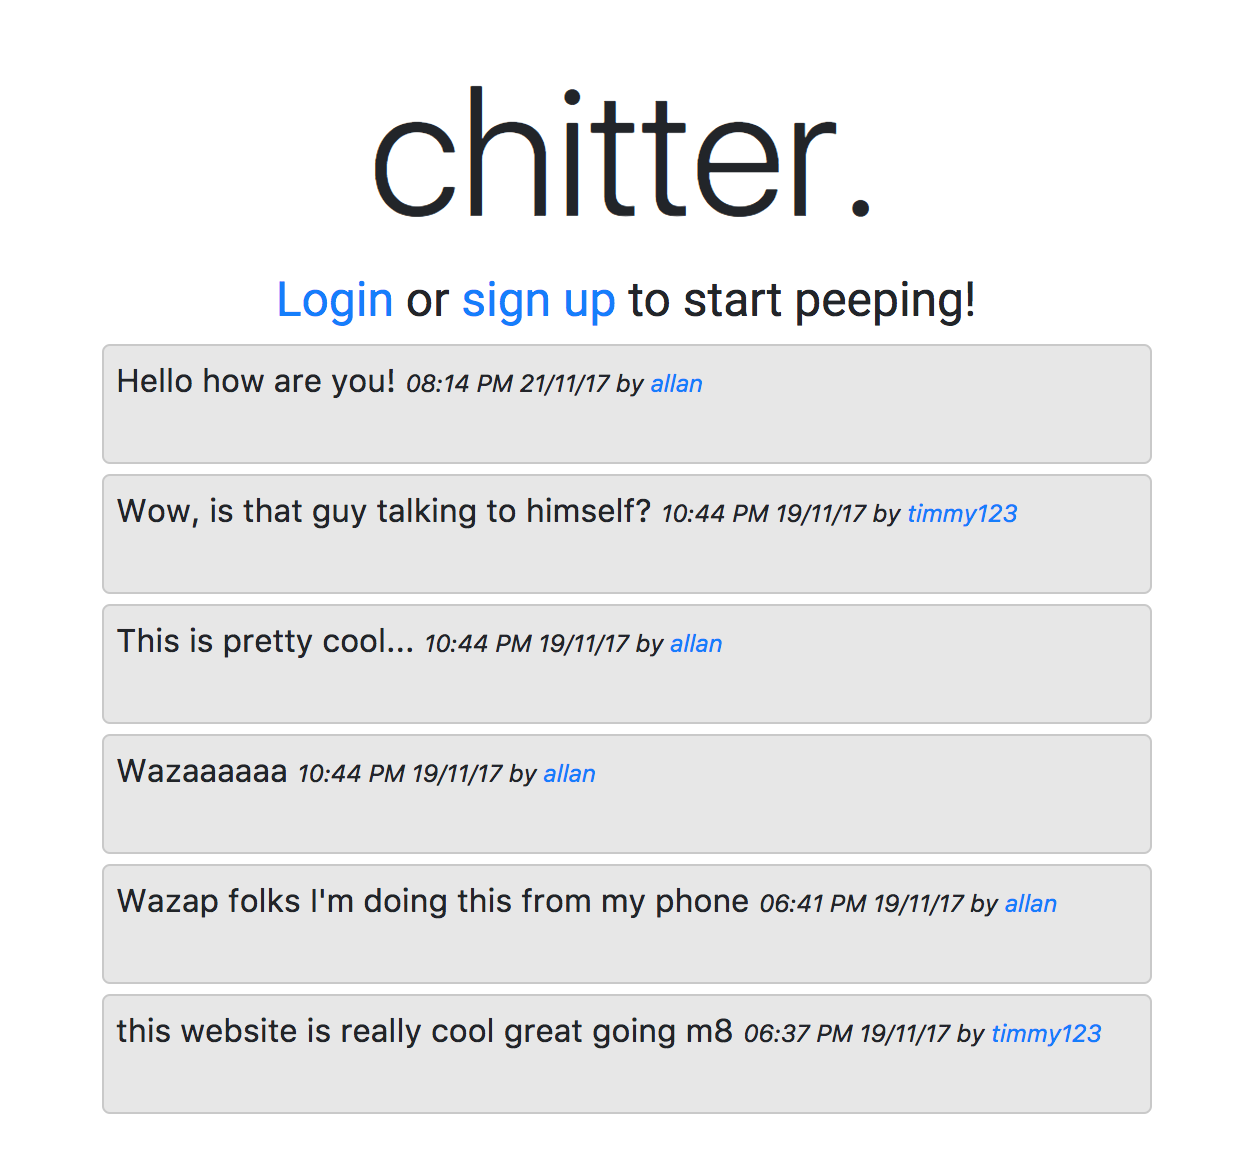 chitter.
Login or sign up to start peeping!
Hello how are you! 08:14 PM 21/11/17 by allan
Wow, is that guy talking to himself? 10:44 PM 19/11/17 by timmy123
This is pretty cool... 10:44 PM 19/11/17 by allan
Wazaaaaaa 10:44 PM 19/11/17 by allan
Wazap folks I'm doing this from my phone 06:41 PM 19/11/17 by allan
this website is really cool great going m8 06:37 PM 19/11/17 by timmy123